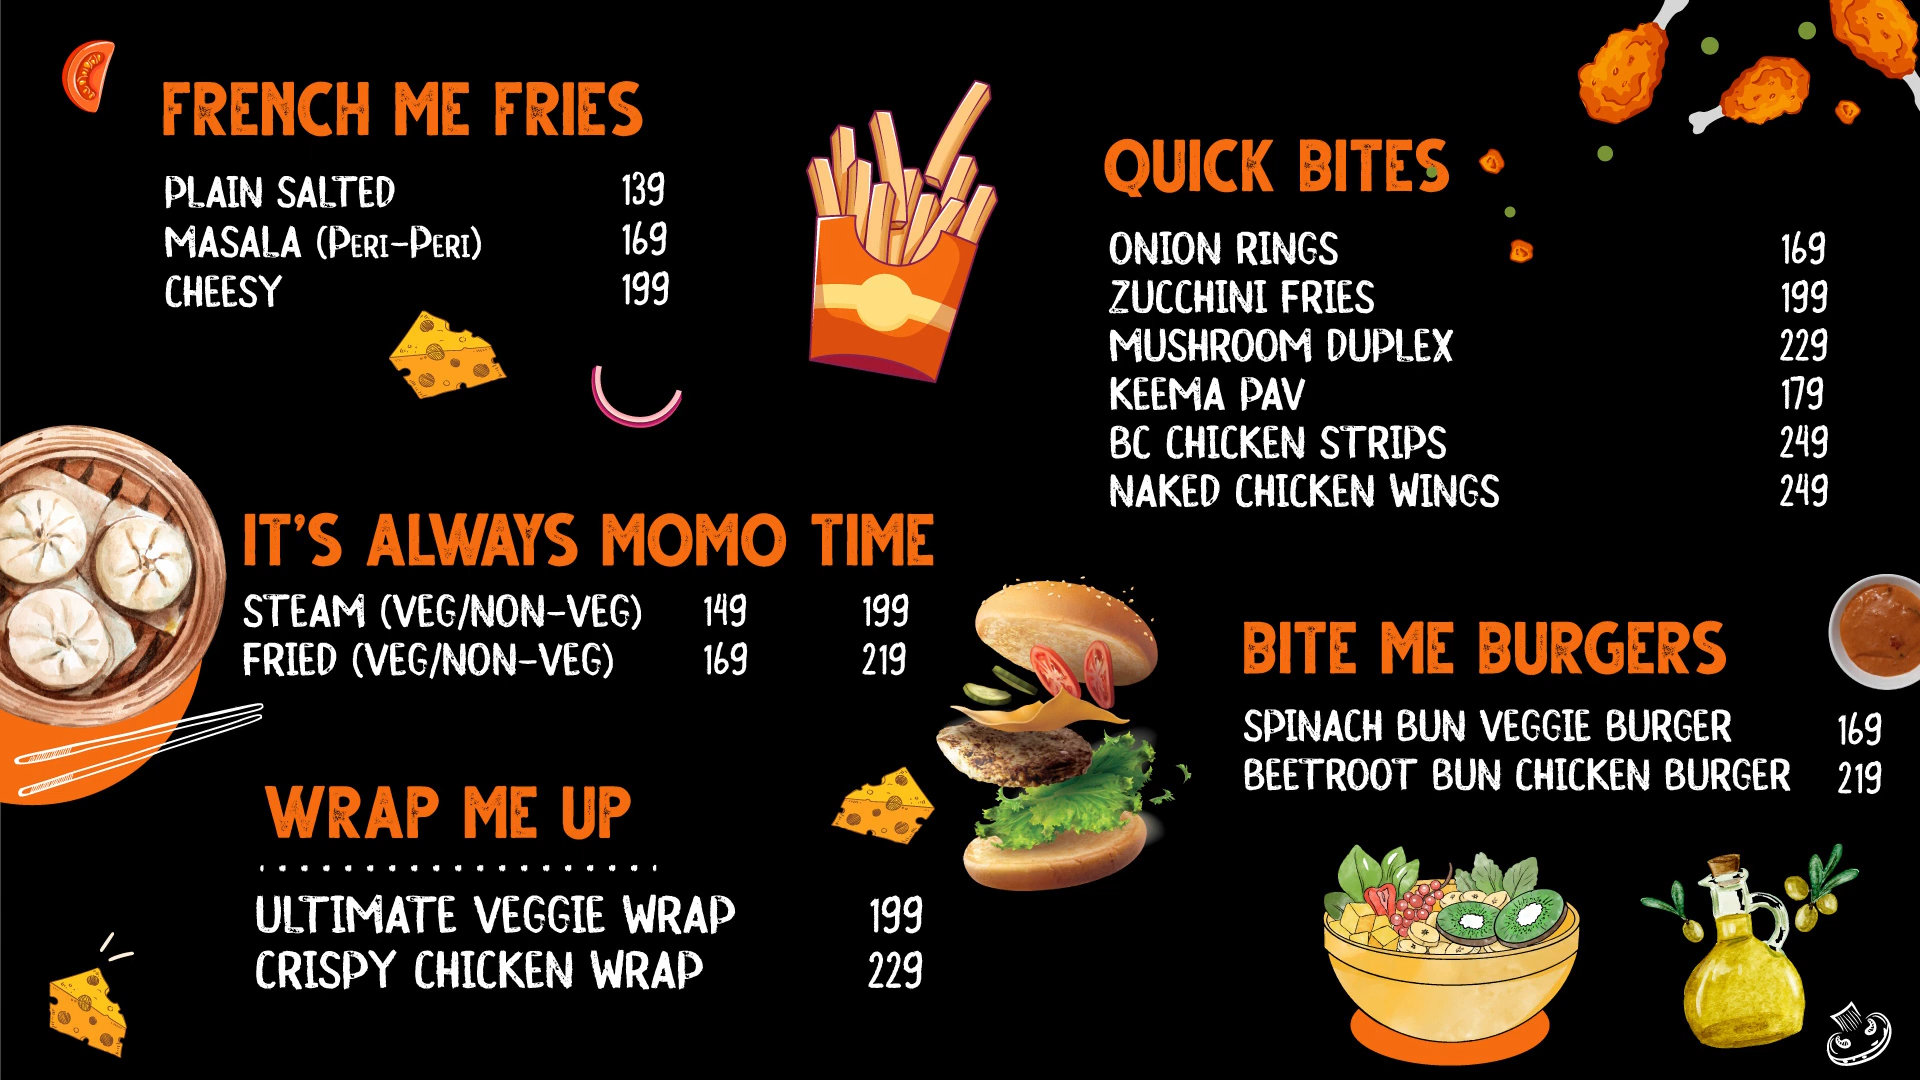 FRENCH ME FRIES
PLAIN SALTED 139
MASALA (PERI-PERI) 169
CHEESY 199
QUICK BITES
ONION RINGS 169
ZUCCHINI FRIES 199
MUSHROOM DUPLEX 229
KEEMA PAV 179
BC CHICKEN STRIPS 249
NAKED CHICKEN WINGS 249
IT'S ALWAYS MOMO TIME
STEAM (VEG/NON-VEG) 149 199
FRIED (VEG/NON-VEG) 169 219
BITE ME BURGERS
SPINACH BUN VEGGIE BURGER 169
BEETROOT BUN CHICKEN BURGER 219
WRAP ME UP
ULTIMATE VEGGIE WRAP 199
CRISPY CHICKEN WRAP 229